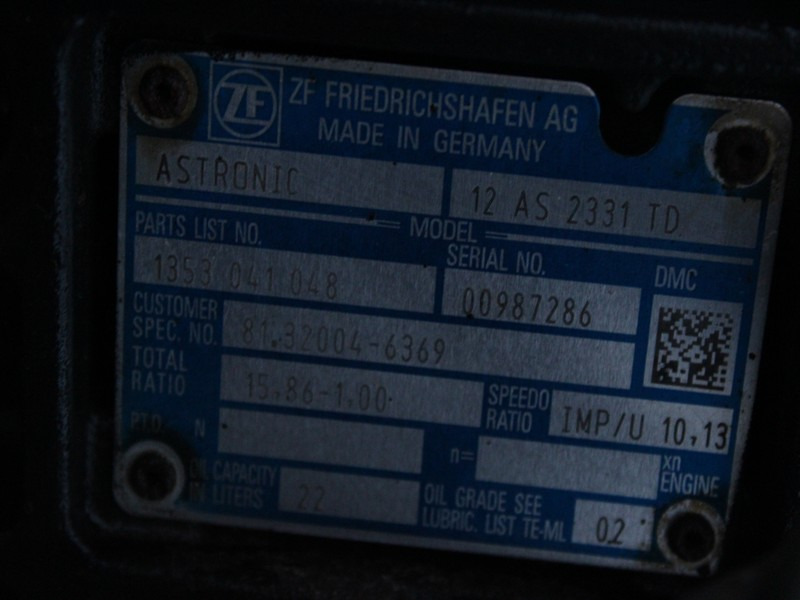 ZF
ZF FRIEDRICHSHAFEN AG
MADE IN GERMANY
ASTRONIC 12 AS 2331 TD
MODEL
PARTS LIST NO. SERIAL NO. DMC
1353 041 048 00987286
CUSTOMER SPEC. NO. 81.32004-6369
TOTAL RATIO 15,86-1,00 SPEEDO RATIO IMP/U 10,13
P.T.O. N n= xn ENGINE
OIL CAPACITY IN LITERS 22 OIL GRADE SEE LUBRIC. LIST TE-ML 02